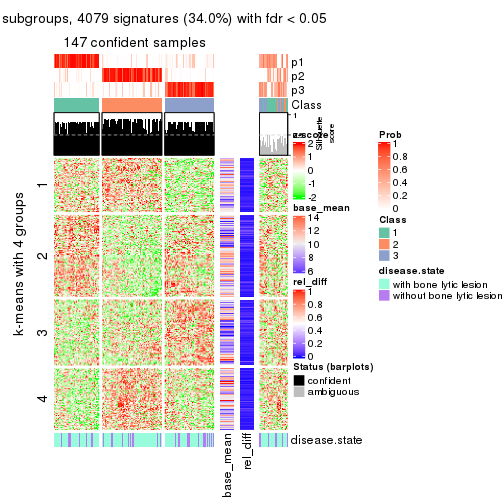 subgroups, 4079 signatures (34.0%) with fdr < 0.05
147 confident samples
p1
p2
p3
Class
1
Silhouette
score
z-score
2
1
0
-1
-2
base_mean
14
12
10
8
6
rel_diff
1
0.8
0.6
0.4
0.2
0
Status (barplots)
confident
ambiguous
Prob
1
0.8
0.6
0.4
0.2
0
Class
1
2
3
disease.state
with bone lytic lesion
without bone lytic lesion
k-means with 4 groups
1
2
3
4
disease.state
base_mean
rel_diff